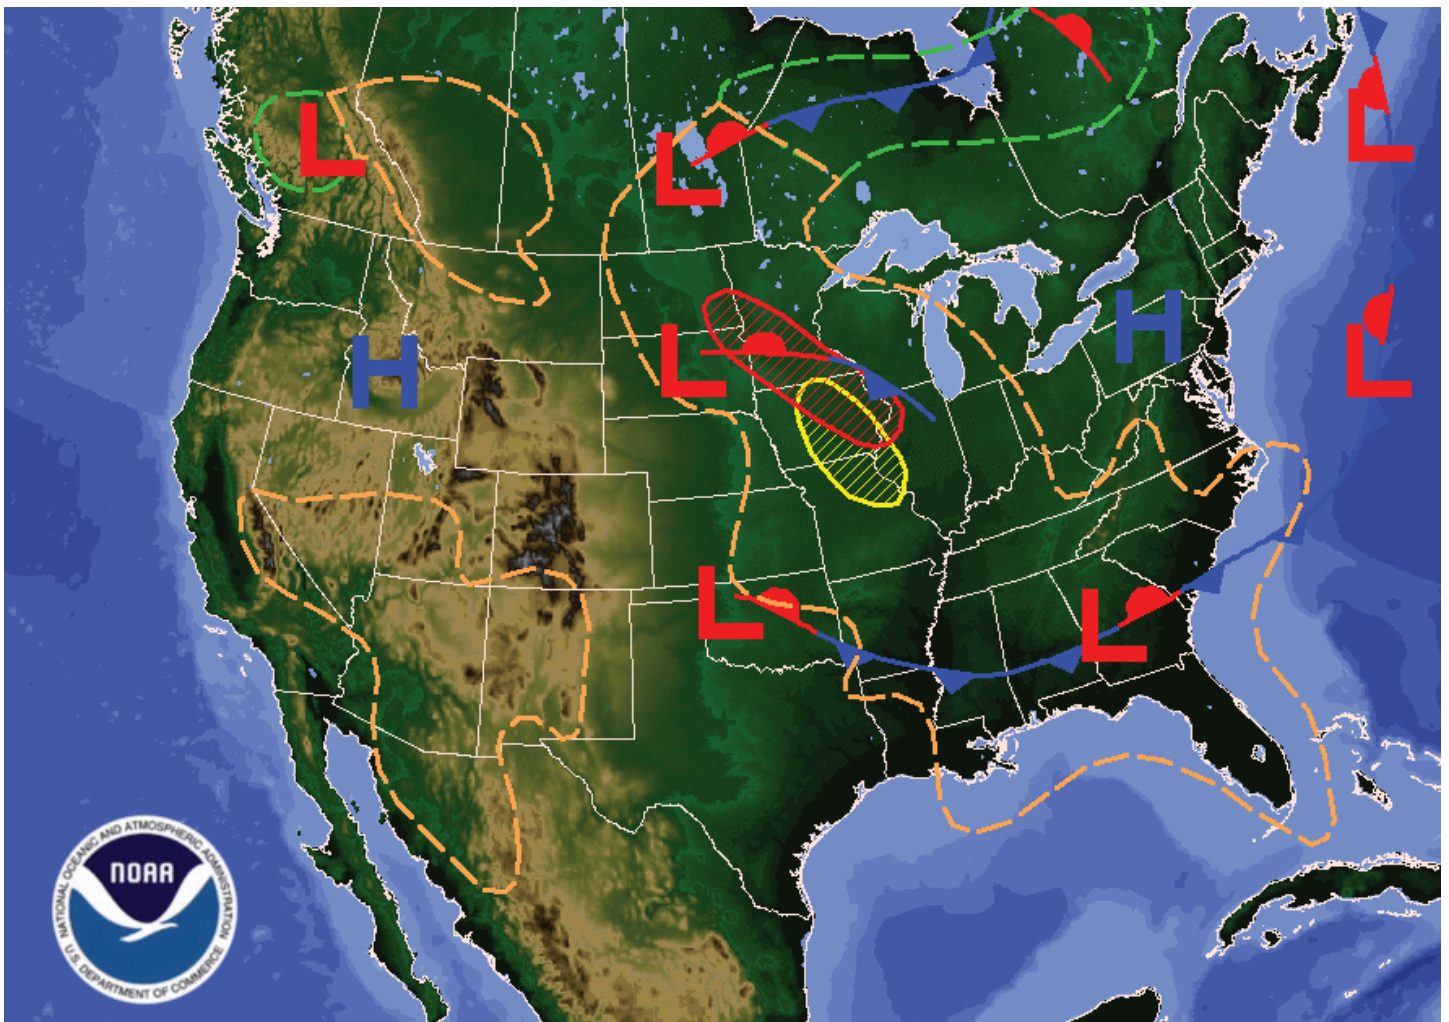 L
L
L
H
H
L
L
L
L
NATIONAL OCEANIC AND ATMOSPHERIC ADMINISTRATION
NOAA
U.S. DEPARTMENT OF COMMERCE